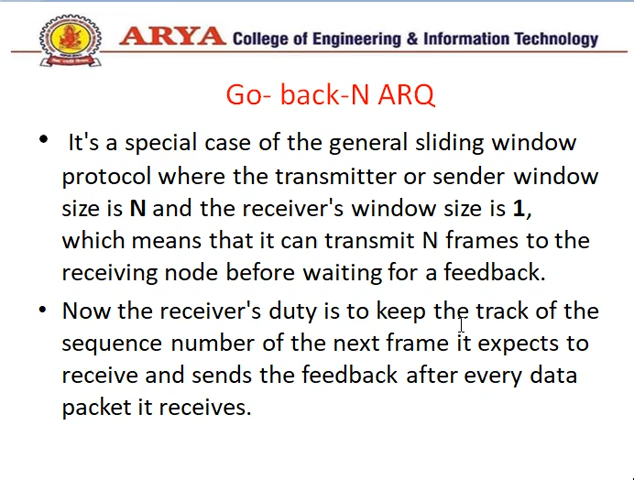 ARYA College of Engineering & Information Technology
Go- back-N ARQ
• It's a special case of the general sliding window
protocol where the transmitter or sender window
size is N and the receiver's window size is 1,
which means that it can transmit N frames to the
receiving node before waiting for a feedback.
• Now the receiver's duty is to keep the track of the
sequence number of the next frame it expects to
receive and sends the feedback after every data
packet it receives.